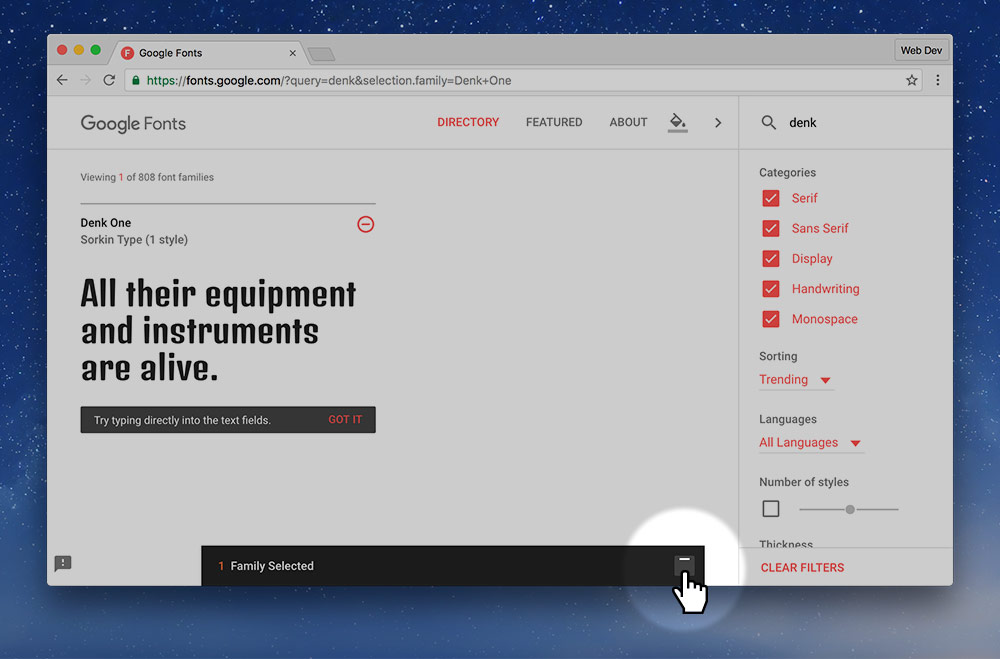 Google Fonts
Web Dev
https://fonts.google.com/?query=denk&selection.family=Denk+One
Google Fonts
DIRECTORY
FEATURED
ABOUT
denk
Viewing 1 of 808 font families
Denk One
Sorkin Type (1 style)
All their equipment
and instruments
are alive.
Try typing directly into the text fields.
GOT IT
Categories
Serif
Sans Serif
Display
Handwriting
Monospace
Sorting
Trending
Languages
All Languages
Number of styles
Thickness
CLEAR FILTERS
1 Family Selected